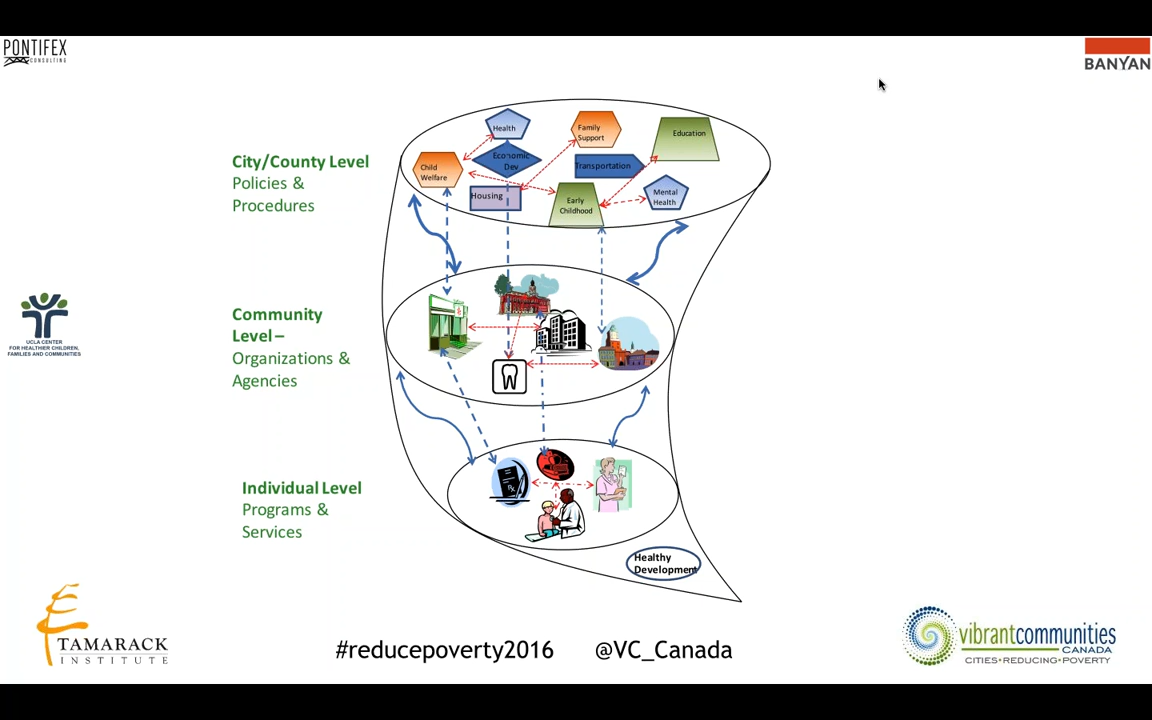 PONTIFEX
CONSULTING
BANYAN
City/County Level
Policies &
Procedures
Health
Family
Support
Education
Child
Welfare
Economic
Dev
Transportation
Housing
Early
Childhood
Mental
Health
Community
Level –
Organizations &
Agencies
UCLA CENTER
FOR HEALTHIER CHILDREN,
FAMILIES AND COMMUNITIES
Individual Level
Programs &
Services
Healthy
Development
TAMARACK
INSTITUTE
#reducepoverty2016
@VC_Canada
vibrantcommunities
CANADA
CITIES•REDUCING•POVERTY